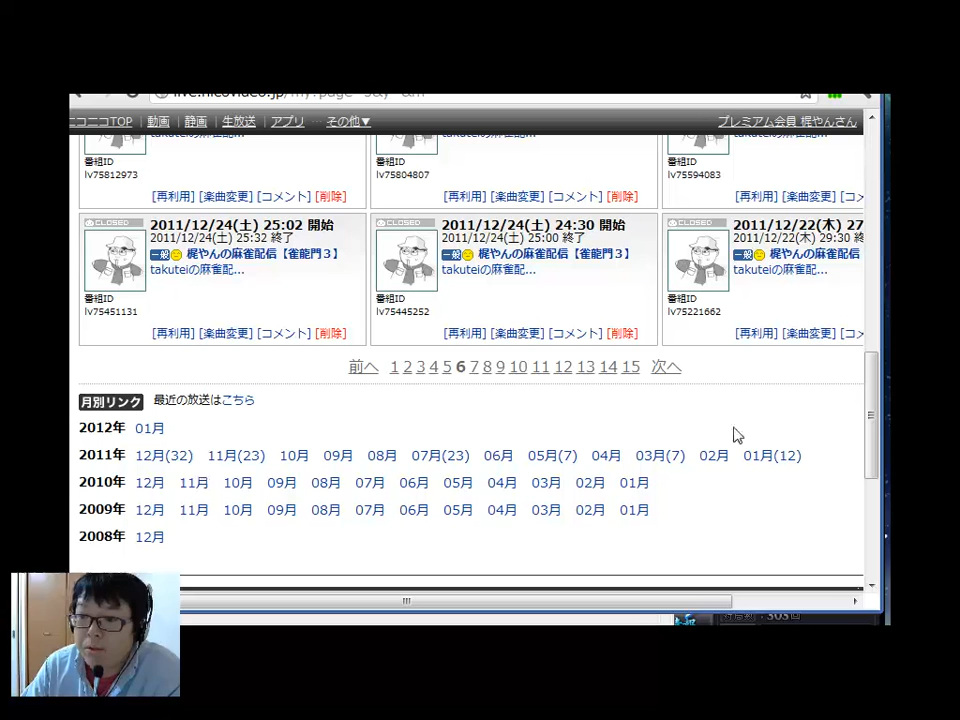 ニコニコTOP 動画 静画 生放送 アプリ … その他▼ プレミアム会員 梶やんさん
番組ID
lv75812973
[再利用] [楽曲変更] [コメント] [削除]
番組ID
lv75804807
[再利用] [楽曲変更] [コメント] [削除]
番組ID
lv75594083
[再利用] [楽曲変更] [コ
CLOSED
2011/12/24(土) 25:02 開始
2011/12/24(土) 25:32 終了
一般 梶やんの麻雀配信【雀龍門３】
takuteiの麻雀配...
番組ID
lv75451131
[再利用] [楽曲変更] [コメント] [削除]
CLOSED
2011/12/24(土) 24:30 開始
2011/12/24(土) 25:00 終了
一般 梶やんの麻雀配信【雀龍門３】
takuteiの麻雀配...
番組ID
lv75445252
[再利用] [楽曲変更] [コメント] [削除]
CLOSED
2011/12/22(木) 27
2011/12/22(木) 29:30 終
一般 梶やんの麻雀配信
takuteiの麻雀配...
番組ID
lv75221662
[再利用] [楽曲変更] [コ
前へ 1 2 3 4 5 6 7 8 9 10 11 12 13 14 15 次へ
月別リンク 最近の放送はこちら
2012年 01月
2011年 12月(32) 11月(23) 10月 09月 08月 07月(23) 06月 05月(7) 04月 03月(7) 02月 01月(12)
2010年 12月 11月 10月 09月 08月 07月 06月 05月 04月 03月 02月 01月
2009年 12月 11月 10月 09月 08月 07月 06月 05月 04月 03月 02月 01月
2008年 12月